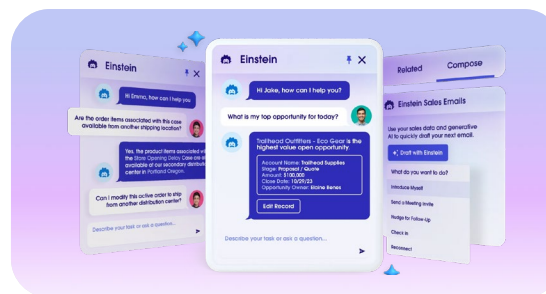 Einstein
Hi Emma, how can I help you
Are the order items associated with this case
available from another shipping location?
Yes, the product items associated wi
the Store Opening Delay Case are a
available at our secondary distributi
center in Portland Oregon.
Can I modify this active order to ship
from another distribution center?
Describe your task or ask a question...
Einstein
Hi Jake, how can I help you?
What is my top opportunity for today?
Trailhead Outfitters - Eco Gear is the
highest value open opportunity.
Account Name: Trailhead Supplies
Stage: Proposal / Quote
Amount: $100,000
Close Date: 10/29/23
Opportunity Owner: Elaine Benes
Edit Record
Describe your task or ask a question...
Related
Compose
Einstein Sales Emails
Use your sales data and generative
AI to quickly draft your next email.
Draft with Einstein
What do you want to do?
Introduce Myself
Send a Meeting Invite
Nudge for Follow-Up
Check In
Reconnect